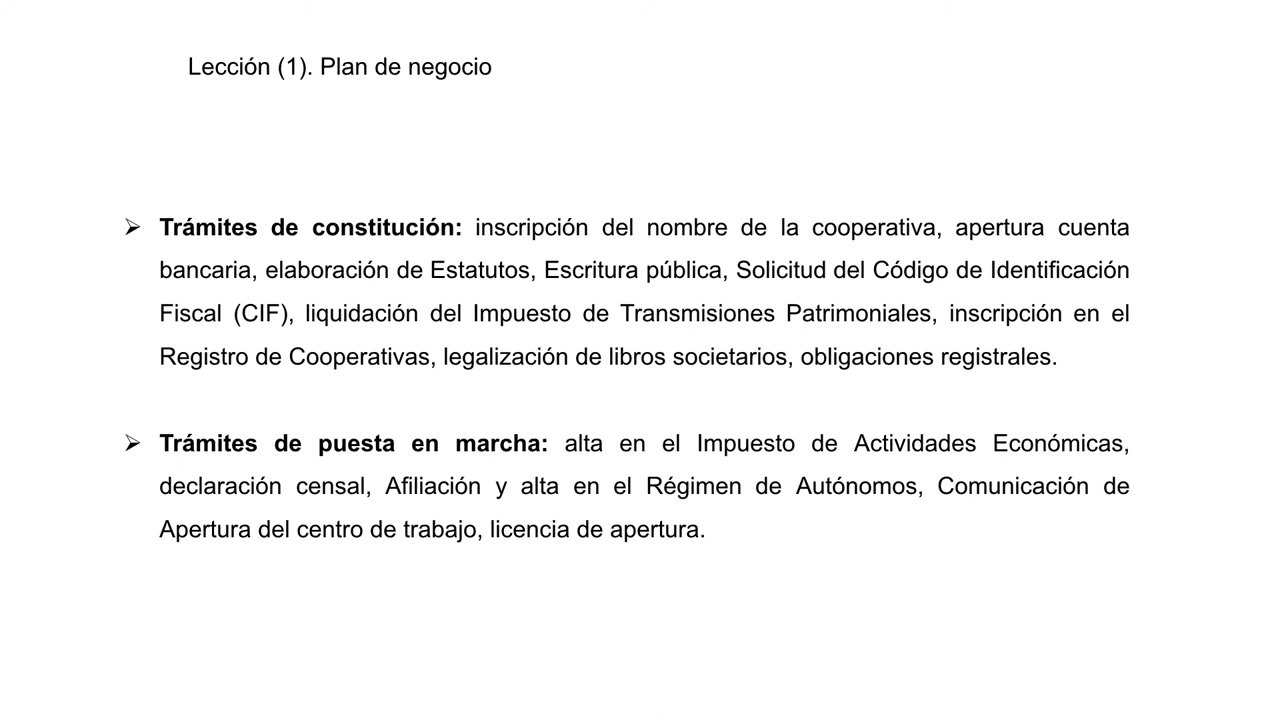 Lección (1). Plan de negocio
➢ Trámites de constitución: inscripción del nombre de la cooperativa, apertura cuenta
bancaria, elaboración de Estatutos, Escritura pública, Solicitud del Código de Identificación
Fiscal (CIF), liquidación del Impuesto de Transmisiones Patrimoniales, inscripción en el
Registro de Cooperativas, legalización de libros societarios, obligaciones registrales.
➢ Trámites de puesta en marcha: alta en el Impuesto de Actividades Económicas,
declaración censal, Afiliación y alta en el Régimen de Autónomos, Comunicación de
Apertura del centro de trabajo, licencia de apertura.